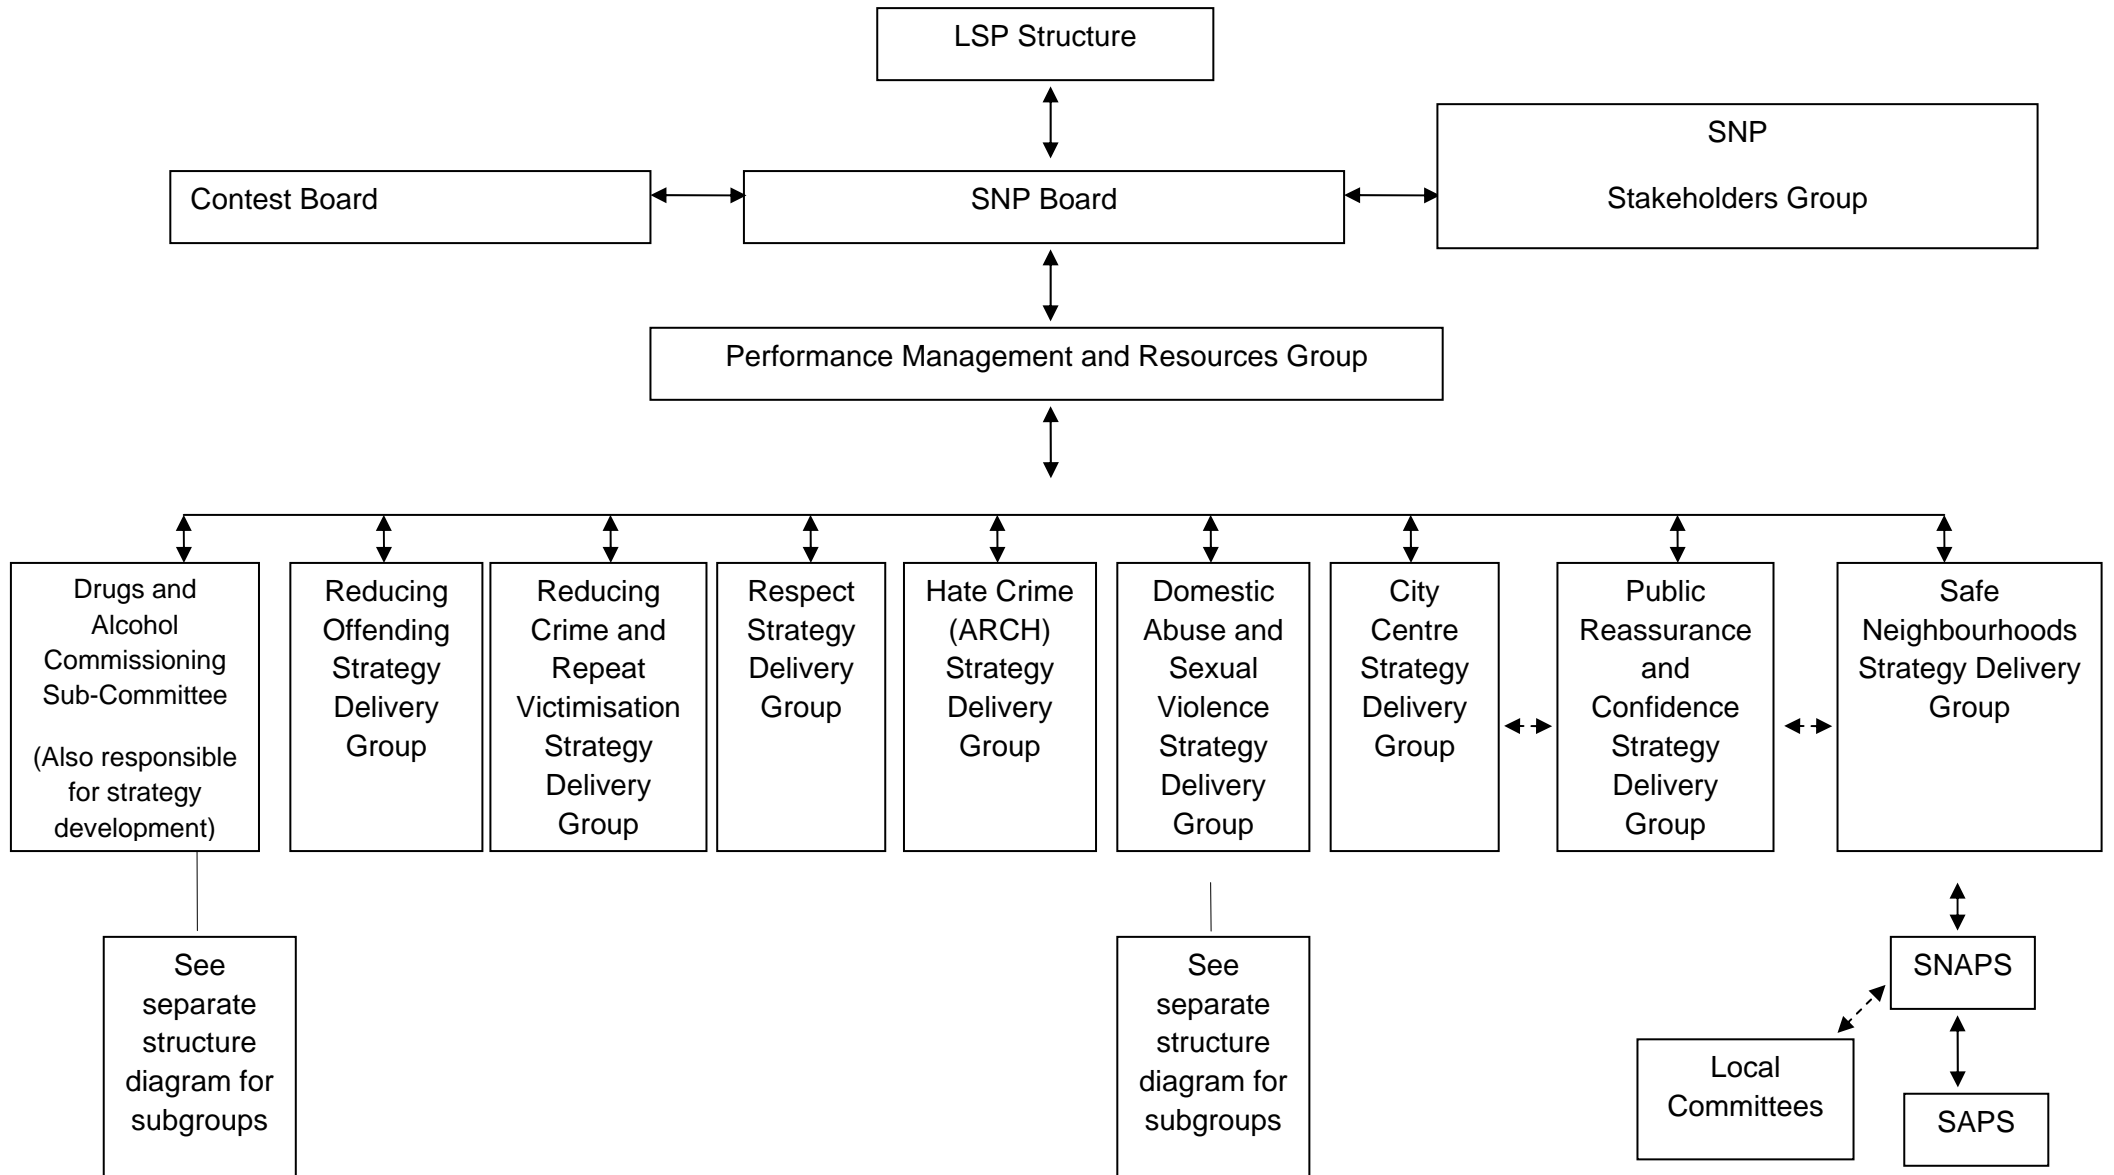 LSP Structure
SNP
Stakeholders Group
Contest Board
SNP Board
Performance Management and Resources Group
Drugs and
Alcohol
Commissioning
Sub-Committee
(Also responsible
for strategy
development)
Reducing
Offending
Strategy
Delivery
Group
Reducing
Crime and
Repeat
Victimisation
Strategy
Delivery
Group
Respect
Strategy
Delivery
Group
Hate Crime
(ARCH)
Strategy
Delivery
Group
Domestic
Abuse and
Sexual
Violence
Strategy
Delivery
Group
City
Centre
Strategy
Delivery
Group
Public
Reassurance
and
Confidence
Strategy
Delivery
Group
Safe
Neighbourhoods
Strategy Delivery
Group
See
separate
structure
diagram for
subgroups
See
separate
structure
diagram for
subgroups
SNAPS
Local
Committees
SAPS